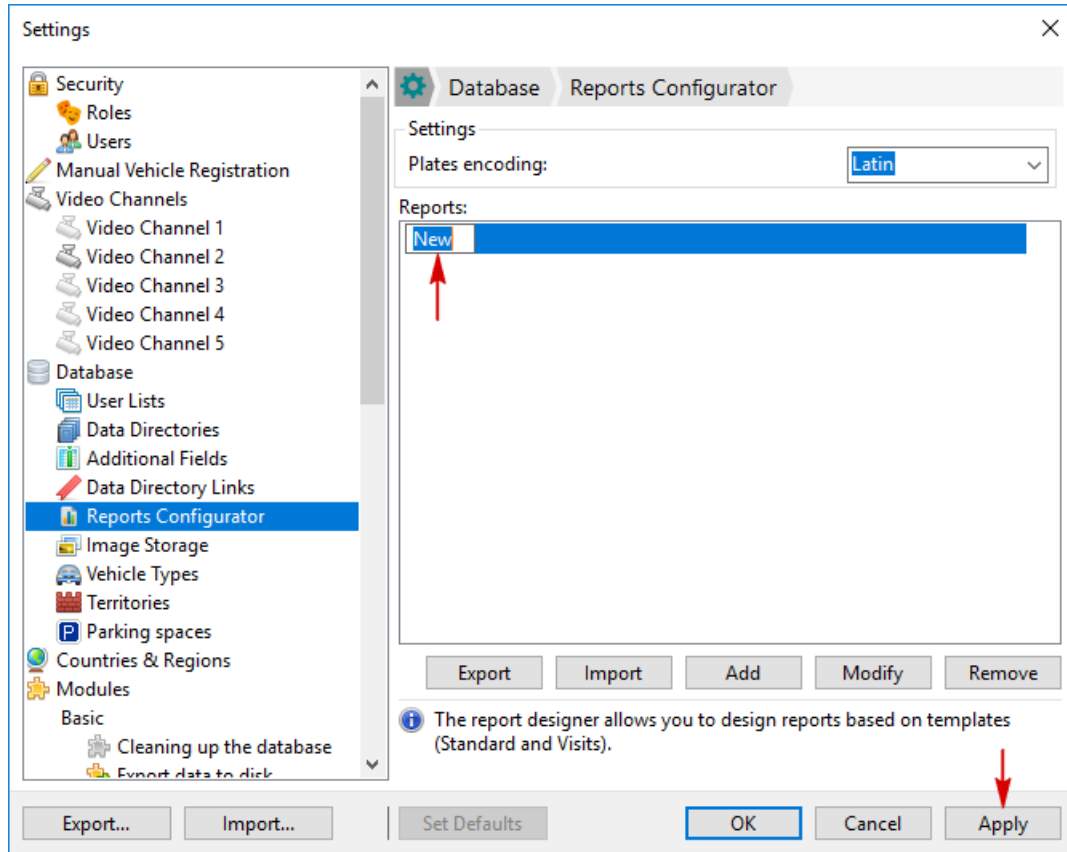 Settings
Security
Roles
Users
Manual Vehicle Registration
Video Channels
Video Channel 1
Video Channel 2
Video Channel 3
Video Channel 4
Video Channel 5
Database
User Lists
Data Directories
Additional Fields
Data Directory Links
Reports Configurator
Image Storage
Vehicle Types
Territories
P Parking spaces
Countries & Regions
Modules
Basic
Cleaning up the database
Export data to disk
Database Reports Configurator
Settings
Plates encoding: Latin
Reports:
New
Export Import Add Modify Remove
The report designer allows you to design reports based on templates
(Standard and Visits).
Export... Import... Set Defaults OK Cancel Apply